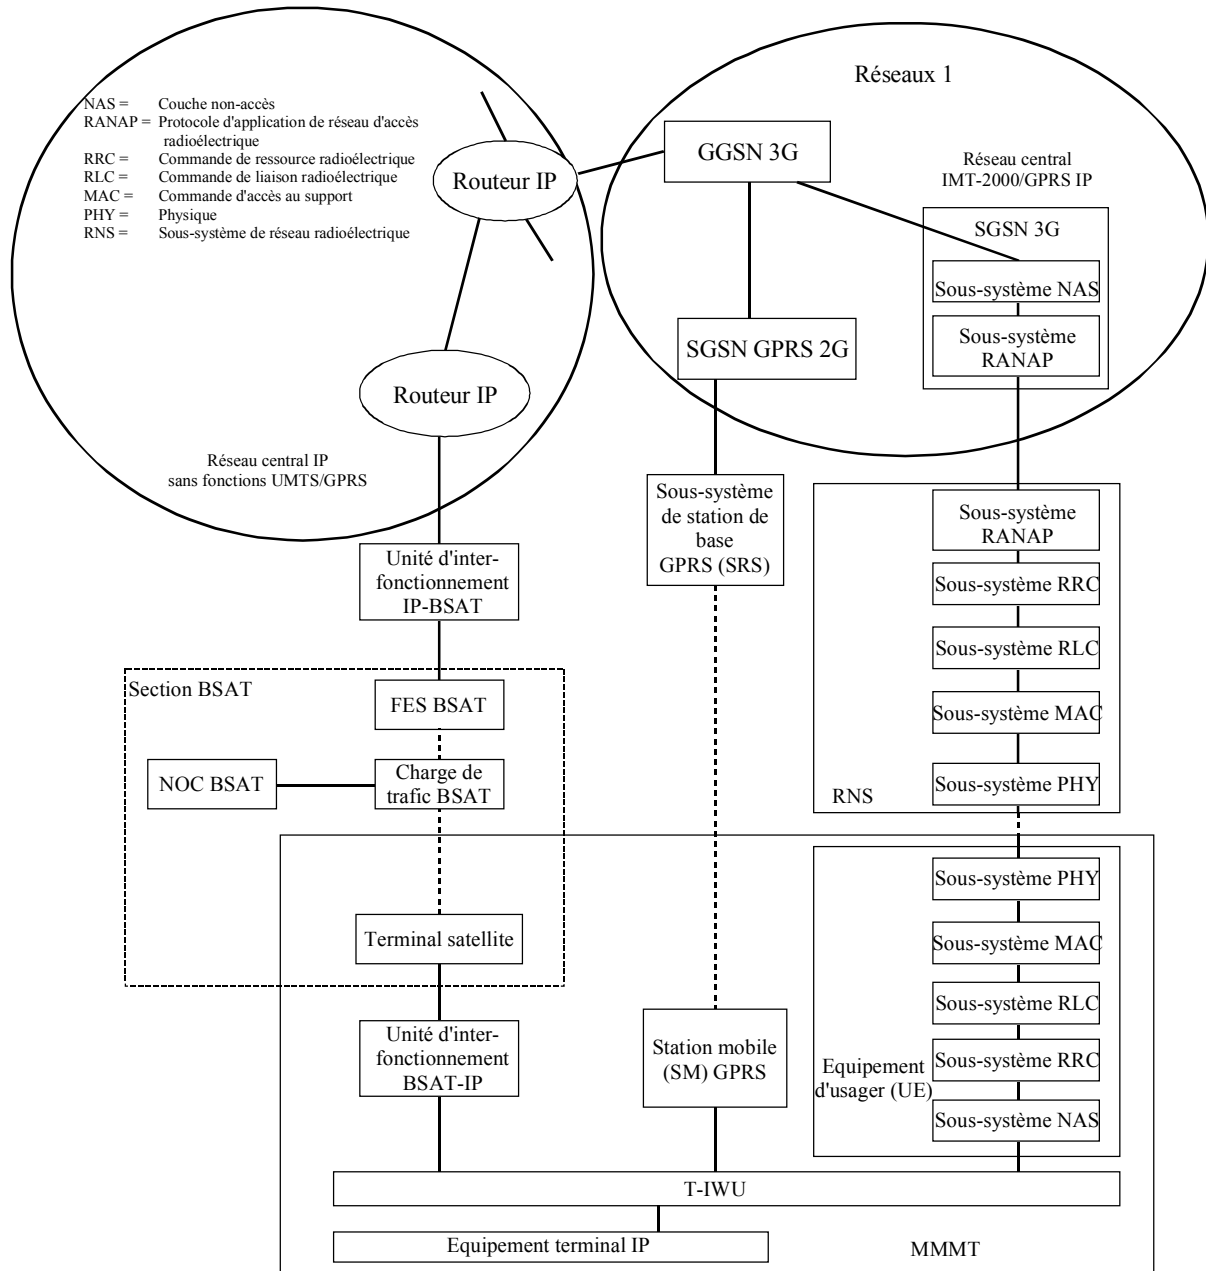 Réseaux 1
NAS = Couche non-accès
RANAP = Protocole d'application de réseau d'accès
radioélectrique
RRC = Commande de ressource radioélectrique
RLC = Commande de liaison radioélectrique
MAC = Commande d'accès au support
PHY = Physique
RNS = Sous-système de réseau radioélectrique
Routeur IP
GGSN 3G
Réseau central
IMT-2000/GPRS IP
SGSN 3G
Sous-système NAS
Sous-système
RANAP
SGSN GPRS 2G
Routeur IP
Réseau central IP
sans fonctions UMTS/GPRS
Unité d'inter-
fonctionnement
IP-BSAT
Sous-système
de station de
base
GPRS (SRS)
Sous-système
RANAP
Sous-système RRC
Sous-système RLC
Sous-système MAC
Sous-système PHY
RNS
Section BSAT
FES BSAT
NOC BSAT
Charge de
trafic BSAT
Terminal satellite
Unité d'inter-
fonctionnement
BSAT-IP
Station mobile
(SM) GPRS
Sous-système PHY
Sous-système MAC
Sous-système RLC
Sous-système RRC
Sous-système NAS
Equipement
d'usager (UE)
T-IWU
Equipement terminal IP
MMMT